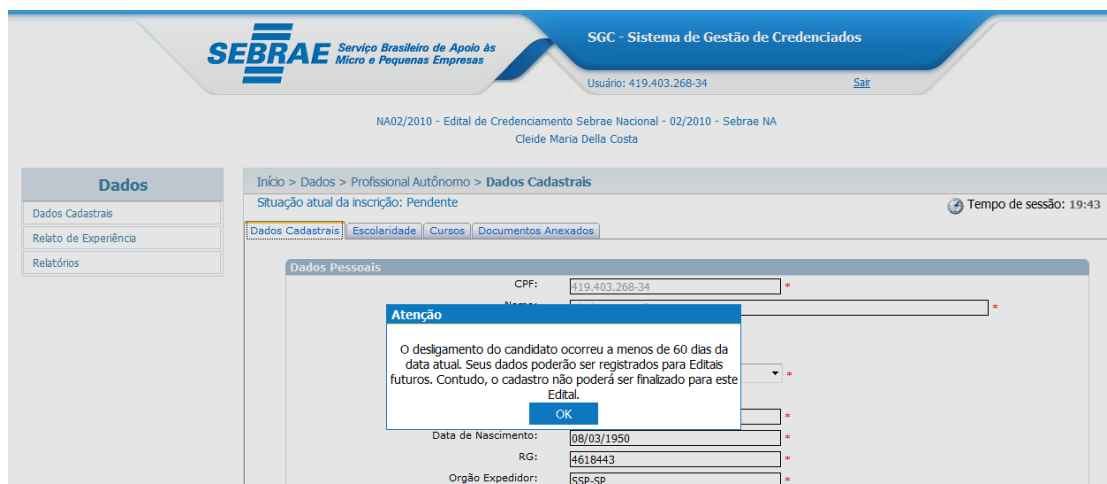 SEBRAE
Serviço Brasileiro de Apoio às
Micro e Pequenas Empresas
SGC - Sistema de Gestão de Credenciados
Usuário: 419.403.268-34
Sair
NA02/2010 - Edital de Credenciamento Sebrae Nacional - 02/2010 - Sebrae NA
Cleide Maria Della Costa
Dados
Dados Cadastrais
Relato de Experiência
Relatórios
Início > Dados > Profissional Autônomo > Dados Cadastrais
Situação atual da inscrição: Pendente
Tempo de sessão: 19:43
Dados Cadastrais Escolaridade Cursos Documentos Anexados
Dados Pessoais
CPF: 419.403.268-34 *
*
Atenção
O desligamento do candidato ocorreu a menos de 60 dias da
data atual. Seus dados poderão ser registrados para Editais
futuros. Contudo, o cadastro não poderá ser finalizado para este
Edital.
OK
*
*
Data de Nascimento: 08/03/1950 *
RG: 4618443 *
Orgão Expedidor: SSP-SP *